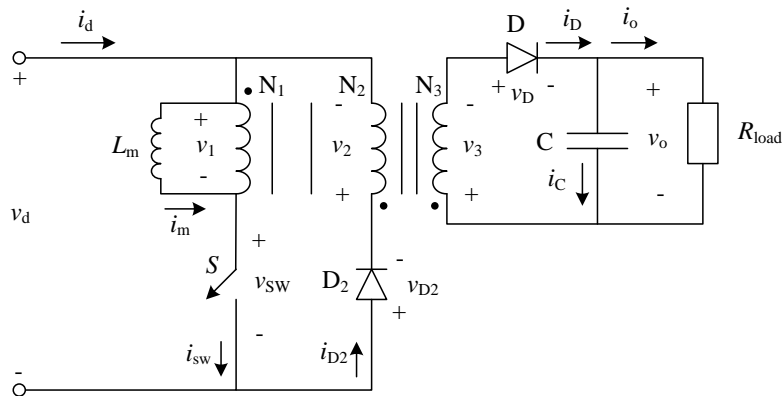 i_d D i_D i_o
+ N_1 N_2 N_3 + v_D -
+ - - +
L_m v_1 v_2 v_3 C v_o R_load
- + + i_C -
i_m
v_d
+ -
S v_SW D_2 v_D2
- +
i_sw i_D2
-